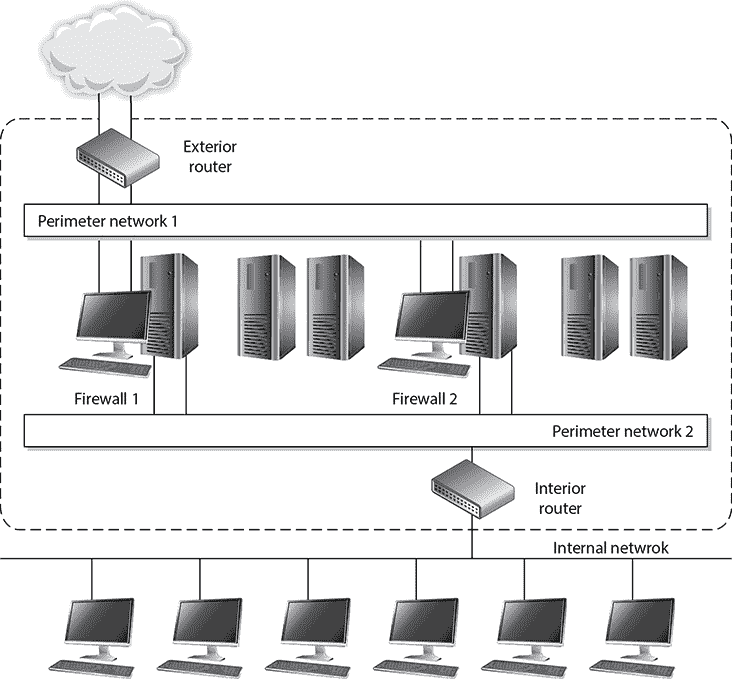 Exterior
router
Perimeter network 1
Firewall 1
Firewall 2
Perimeter network 2
Interior
router
Internal netwrok